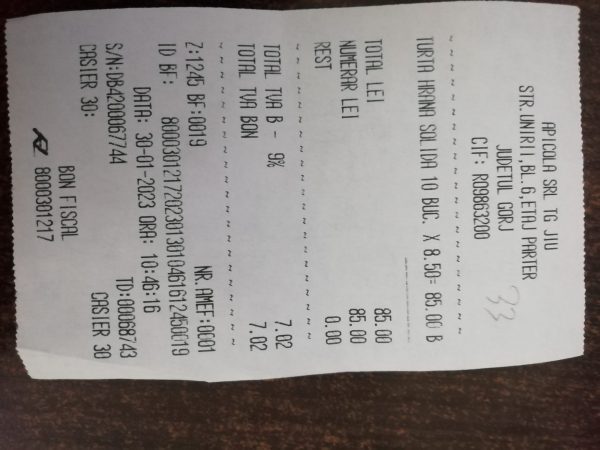 APICOLA SRL TG JIU
STR.UNIRII,BL.6,ETAJ PARTER
JUDETUL GORJ
CIF: RO9863200
33
~ ~ ~ ~ ~ ~ ~ ~ ~ ~ ~ ~ ~ ~ ~ ~
TURTA HRANA SOLIDA 10 BUC. X 8.50= 85.00 B
TOTAL LEI 85.00
NUMERAR LEI 85.00
REST 0.00
~ ~ ~ ~ ~ ~ ~ ~ ~ ~ ~ ~ ~ ~ ~ ~
TOTAL TVA B - 9% 7.02
TOTAL TVA BON 7.02
~ ~ ~ ~ ~ ~ ~ ~ ~ ~ ~ ~ ~ ~ ~ ~
Z:1245 BF:0019 NR.AMEF:0001
ID BF: 80003012172023013010461612450019
DATA: 30-01-2023 ORA: 10:46:16
S/N:DB4200067744 TD:00068743
CASIER 30: CASIER 30
BON FISCAL
8000301217